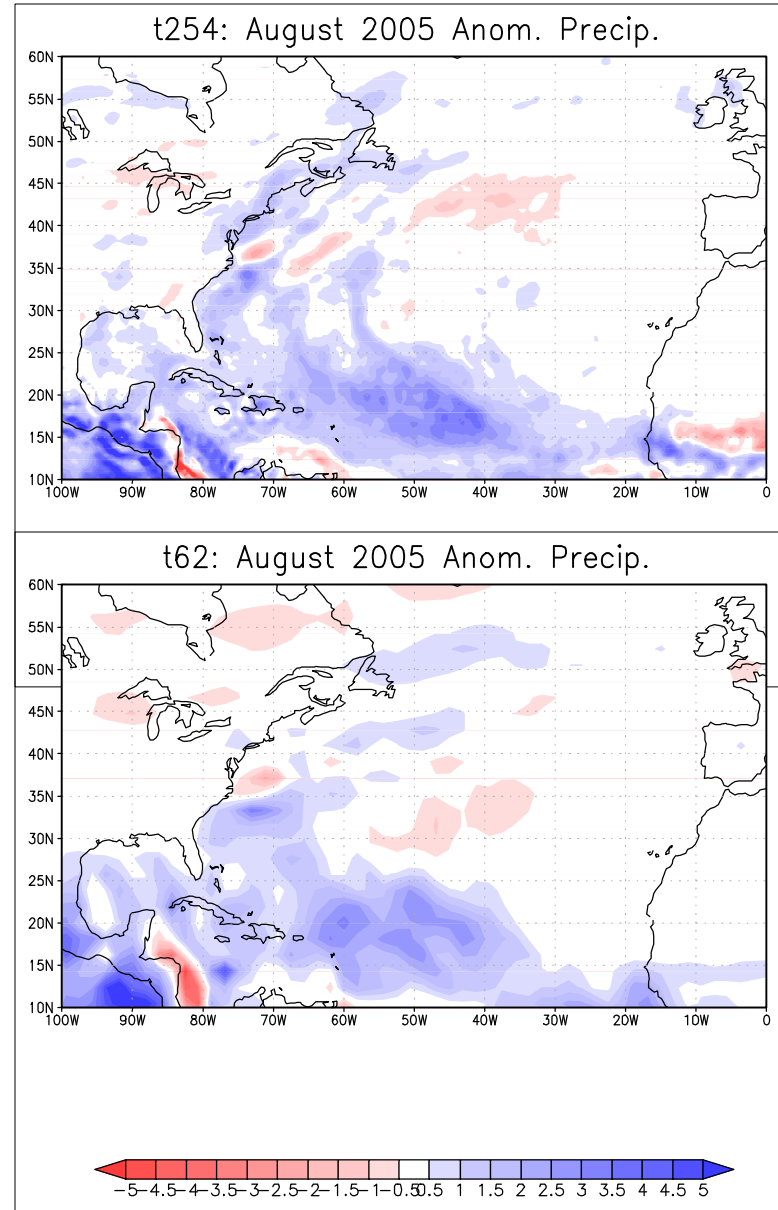 t254: August 2005 Anom. Precip.
60N
55N
50N
45N
40N
35N
30N
25N
20N
15N
10N
100W 90W 80W 70W 60W 50W 40W 30W 20W 10W 0
t62: August 2005 Anom. Precip.
60N
55N
50N
45N
40N
35N
30N
25N
20N
15N
10N
100W 90W 80W 70W 60W 50W 40W 30W 20W 10W 0
-5 -4.5 -4 -3.5 -3 -2.5 -2 -1.5 -1 -0.5 0.5 1 1.5 2 2.5 3 3.5 4 4.5 5